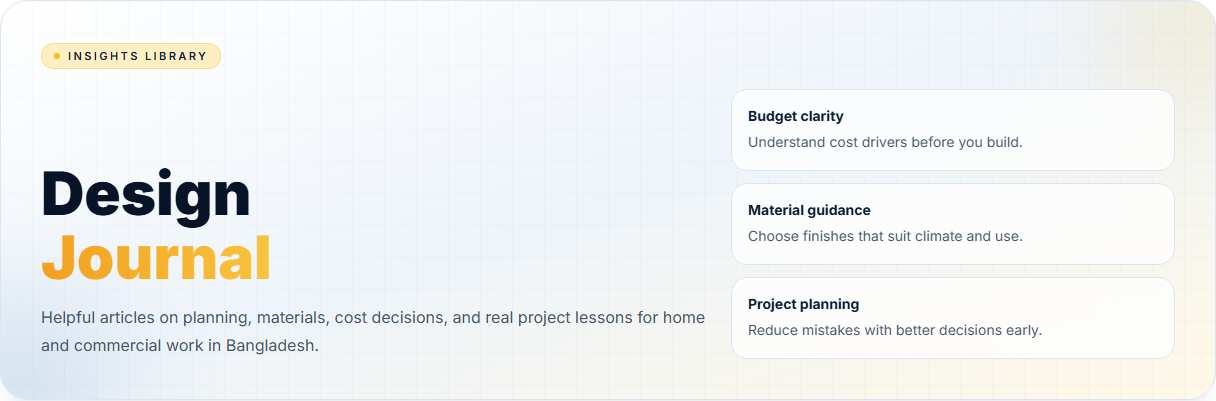 INSIGHTS LIBRARY
Design
Journal
Helpful articles on planning, materials, cost decisions, and real project lessons for home
and commercial work in Bangladesh.
Budget clarity
Understand cost drivers before you build.
Material guidance
Choose finishes that suit climate and use.
Project planning
Reduce mistakes with better decisions early.